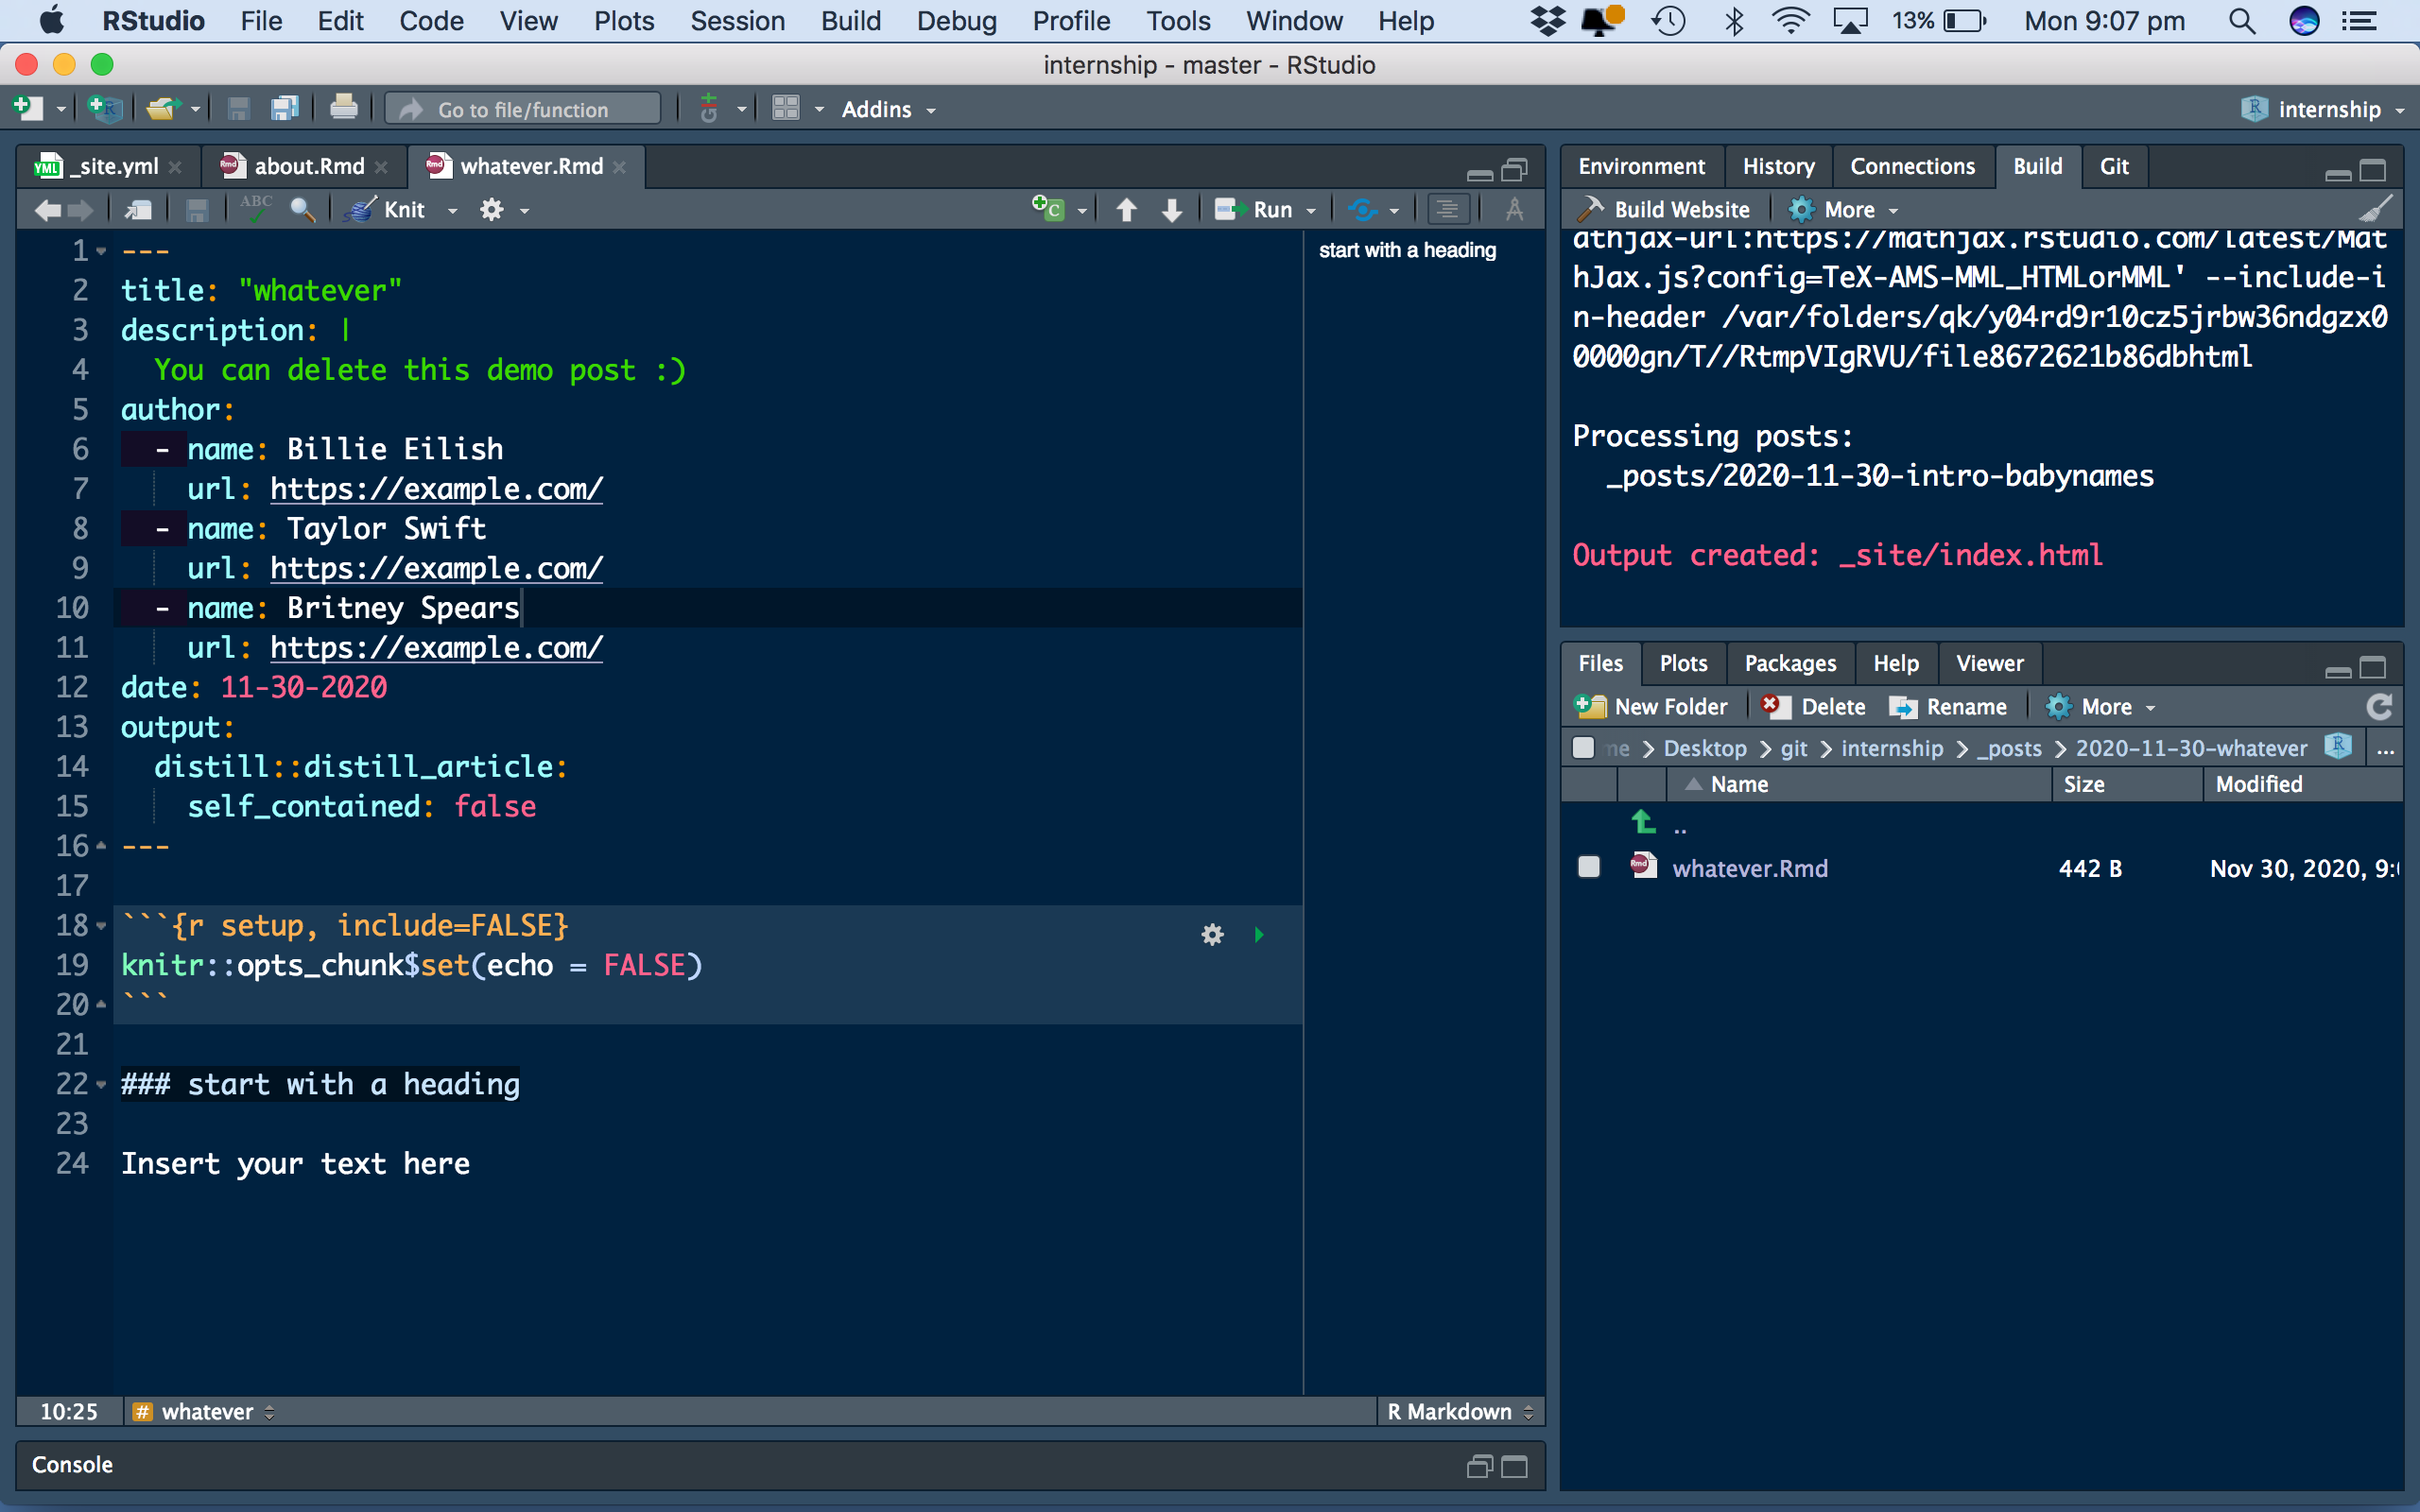 RStudio File Edit Code View Plots Session Build Debug Profile Tools Window Help 13% Mon 9:07 pm
internship - master - RStudio
Go to file/function Addins internship
_site.yml about.Rmd whatever.Rmd
ABC Knit Run
1 ---
2 title: "whatever"
3 description: |
4 You can delete this demo post :)
5 author:
6 - name: Billie Eilish
7 url: https://example.com/
8 - name: Taylor Swift
9 url: https://example.com/
10 - name: Britney Spears
11 url: https://example.com/
12 date: 11-30-2020
13 output:
14 distill::distill_article:
15 self_contained: false
16 ---
17
18 ```{r setup, include=FALSE}
19 knitr::opts_chunk$set(echo = FALSE)
20 ```
21
22 ### start with a heading
23
24 Insert your text here
start with a heading
10:25 # whatever R Markdown
Console
Environment History Connections Build Git
Build Website More
athjax-url:https://mathjax.rstudio.com/latest/Mat
hJax.js?config=TeX-AMS-MML_HTMLorMML' --include-i
n-header /var/folders/qk/y04rd9r10cz5jrbw36ndgzx0
0000gn/T//RtmpVIgRVU/file8672621b86dbhtml
Processing posts:
_posts/2020-11-30-intro-babynames
Output created: _site/index.html
Files Plots Packages Help Viewer
New Folder Delete Rename More
me Desktop git internship _posts 2020-11-30-whatever ...
Name Size Modified
..
whatever.Rmd 442 B Nov 30, 2020, 9: